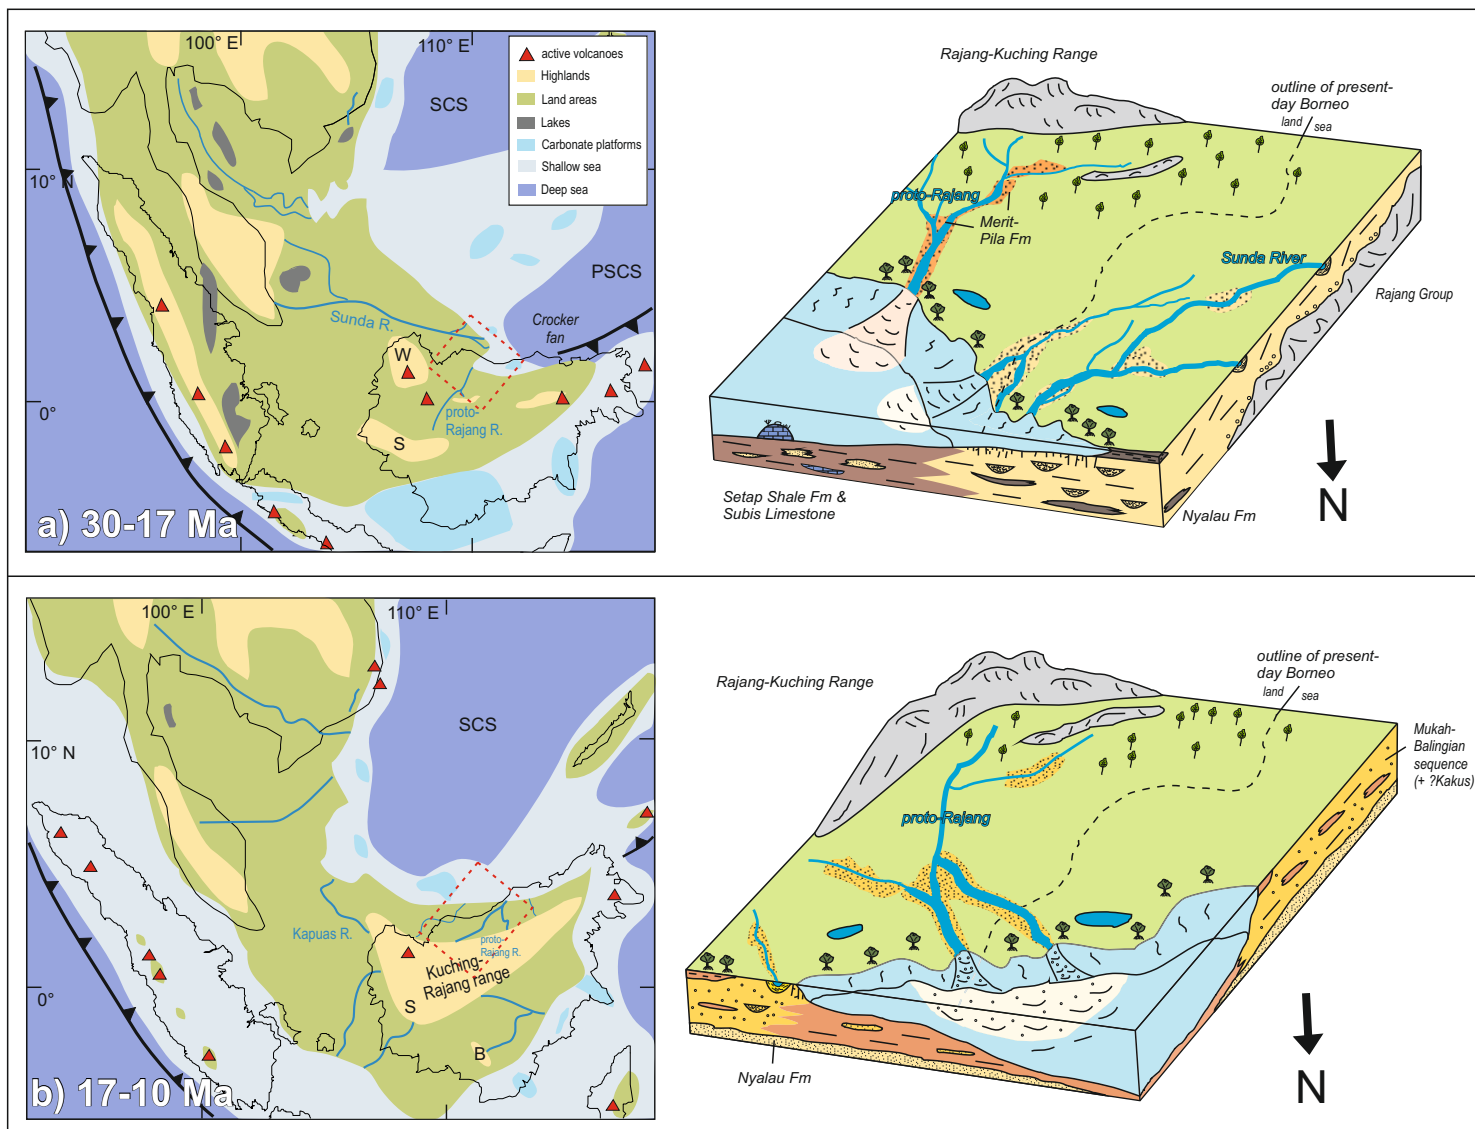 100° E
110° E
SCS
active volcanoes
Highlands
Land areas
Lakes
Carbonate platforms
Shallow sea
Deep sea
10° N
PSCS
Sunda R.
Crocker
fan
W
proto-
Rajang R.
0°
S
a) 30-17 Ma
Rajang-Kuching Range
outline of present-
day Borneo
land
sea
proto-Rajang
Merit-
Pila Fm
Sunda River
Rajang Group
Setap Shale Fm &
Subis Limestone
Nyalau Fm
N
100° E
110° E
SCS
10° N
Kapuas R.
proto-
Rajang R.
Kuching-
Rajang range
0°
S
B
b) 17-10 Ma
Rajang-Kuching Range
outline of present-
day Borneo
land
sea
Mukah-
Balingian
sequence
(+ ?Kakus)
proto-Rajang
Nyalau Fm
N